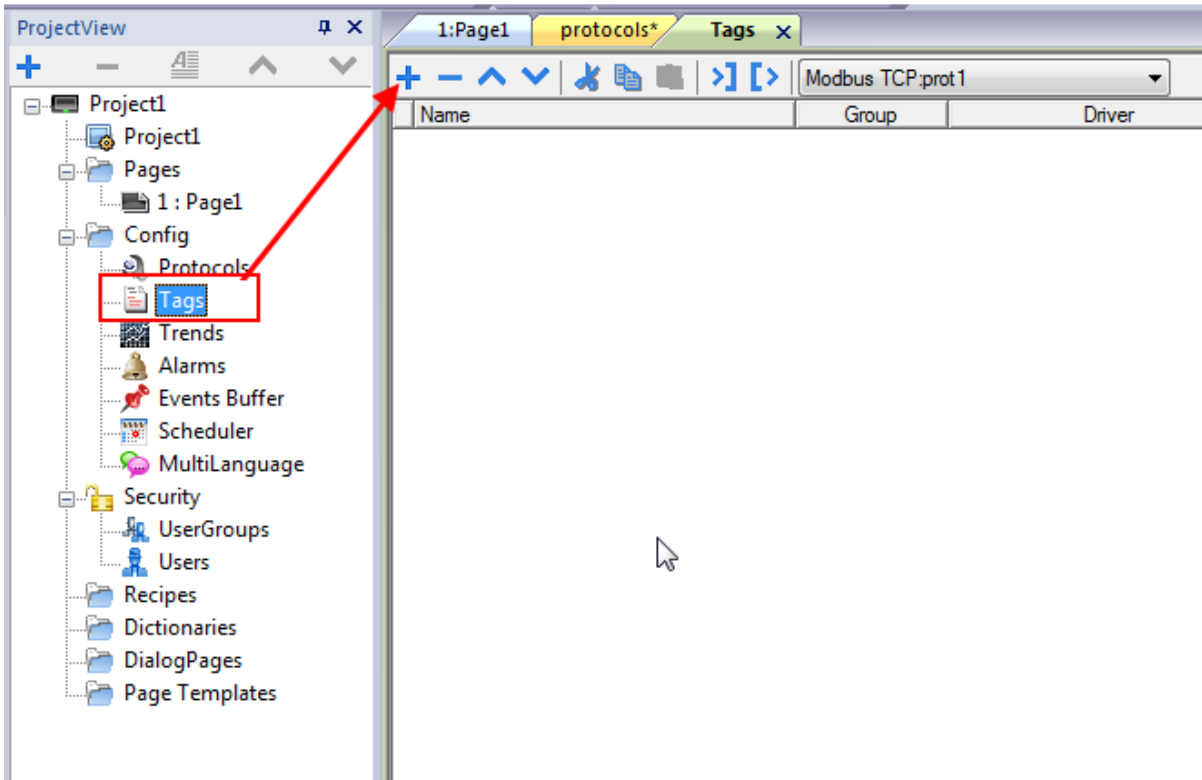 ProjectView
Project1
Project1
Pages
1 : Page1
Config
Protocols
Tags
Trends
Alarms
Events Buffer
Scheduler
MultiLanguage
Security
UserGroups
Users
Recipes
Dictionaries
DialogPages
Page Templates
1:Page1 protocols* Tags
Modbus TCP:prot1
Name Group Driver